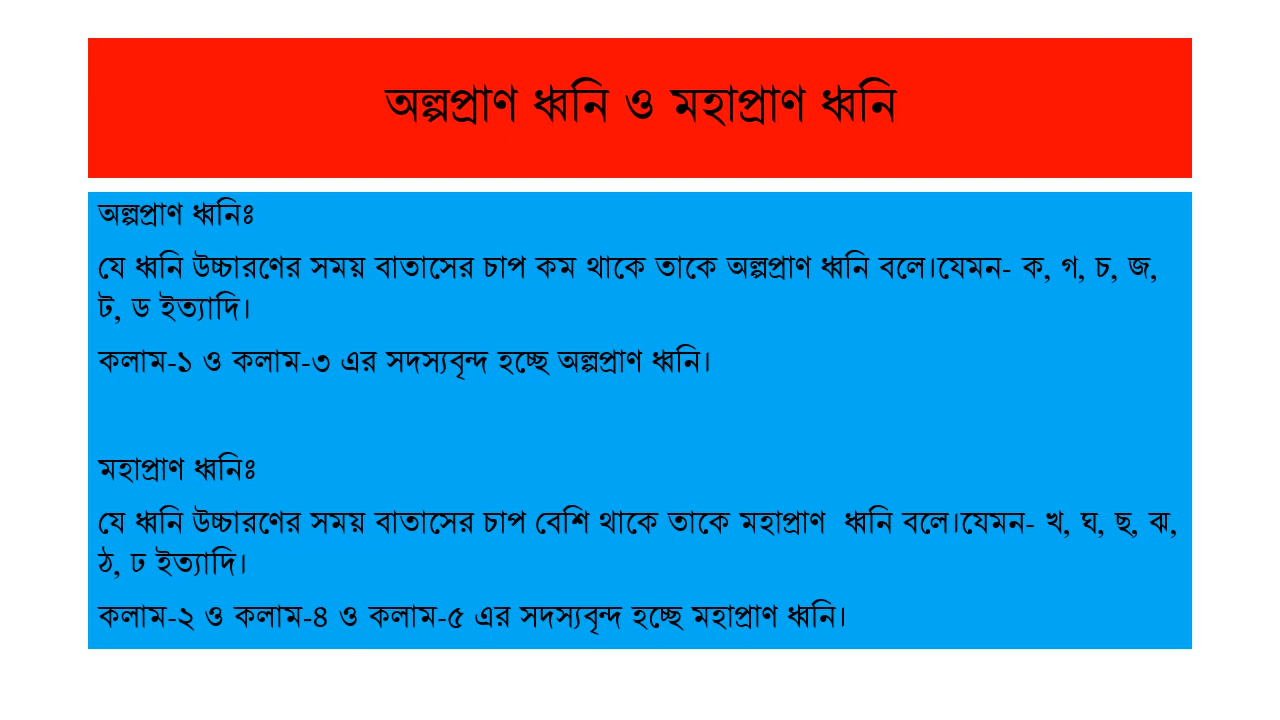 অল্পপ্রাণ ধ্বনি ও মহাপ্রাণ ধ্বনি
অল্পপ্রাণ ধ্বনিঃ
যে ধ্বনি উচ্চারণের সময় বাতাসের চাপ কম থাকে তাকে অল্পপ্রাণ ধ্বনি বলে।যেমন- ক, গ, চ, জ,
ট, ড ইত্যাদি।
কলাম-১ ও কলাম-৩ এর সদস্যবৃন্দ হচ্ছে অল্পপ্রাণ ধ্বনি।
মহাপ্রাণ ধ্বনিঃ
যে ধ্বনি উচ্চারণের সময় বাতাসের চাপ বেশি থাকে তাকে মহাপ্রাণ ধ্বনি বলে।যেমন- খ, ঘ, ছ, ঝ,
ঠ, ঢ ইত্যাদি।
কলাম-২ ও কলাম-৪ ও কলাম-৫ এর সদস্যবৃন্দ হচ্ছে মহাপ্রাণ ধ্বনি।